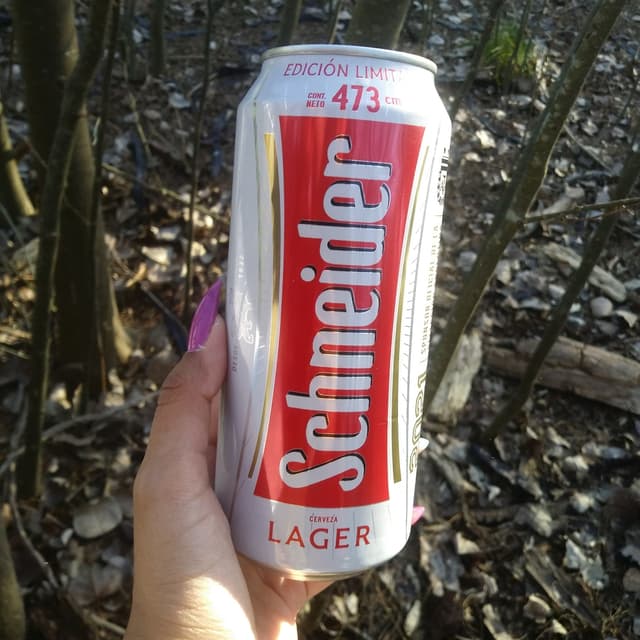 EDICIÓN LIMIT
CONT. NETO 473 cm
Schneider
CERVEZA
LAGER